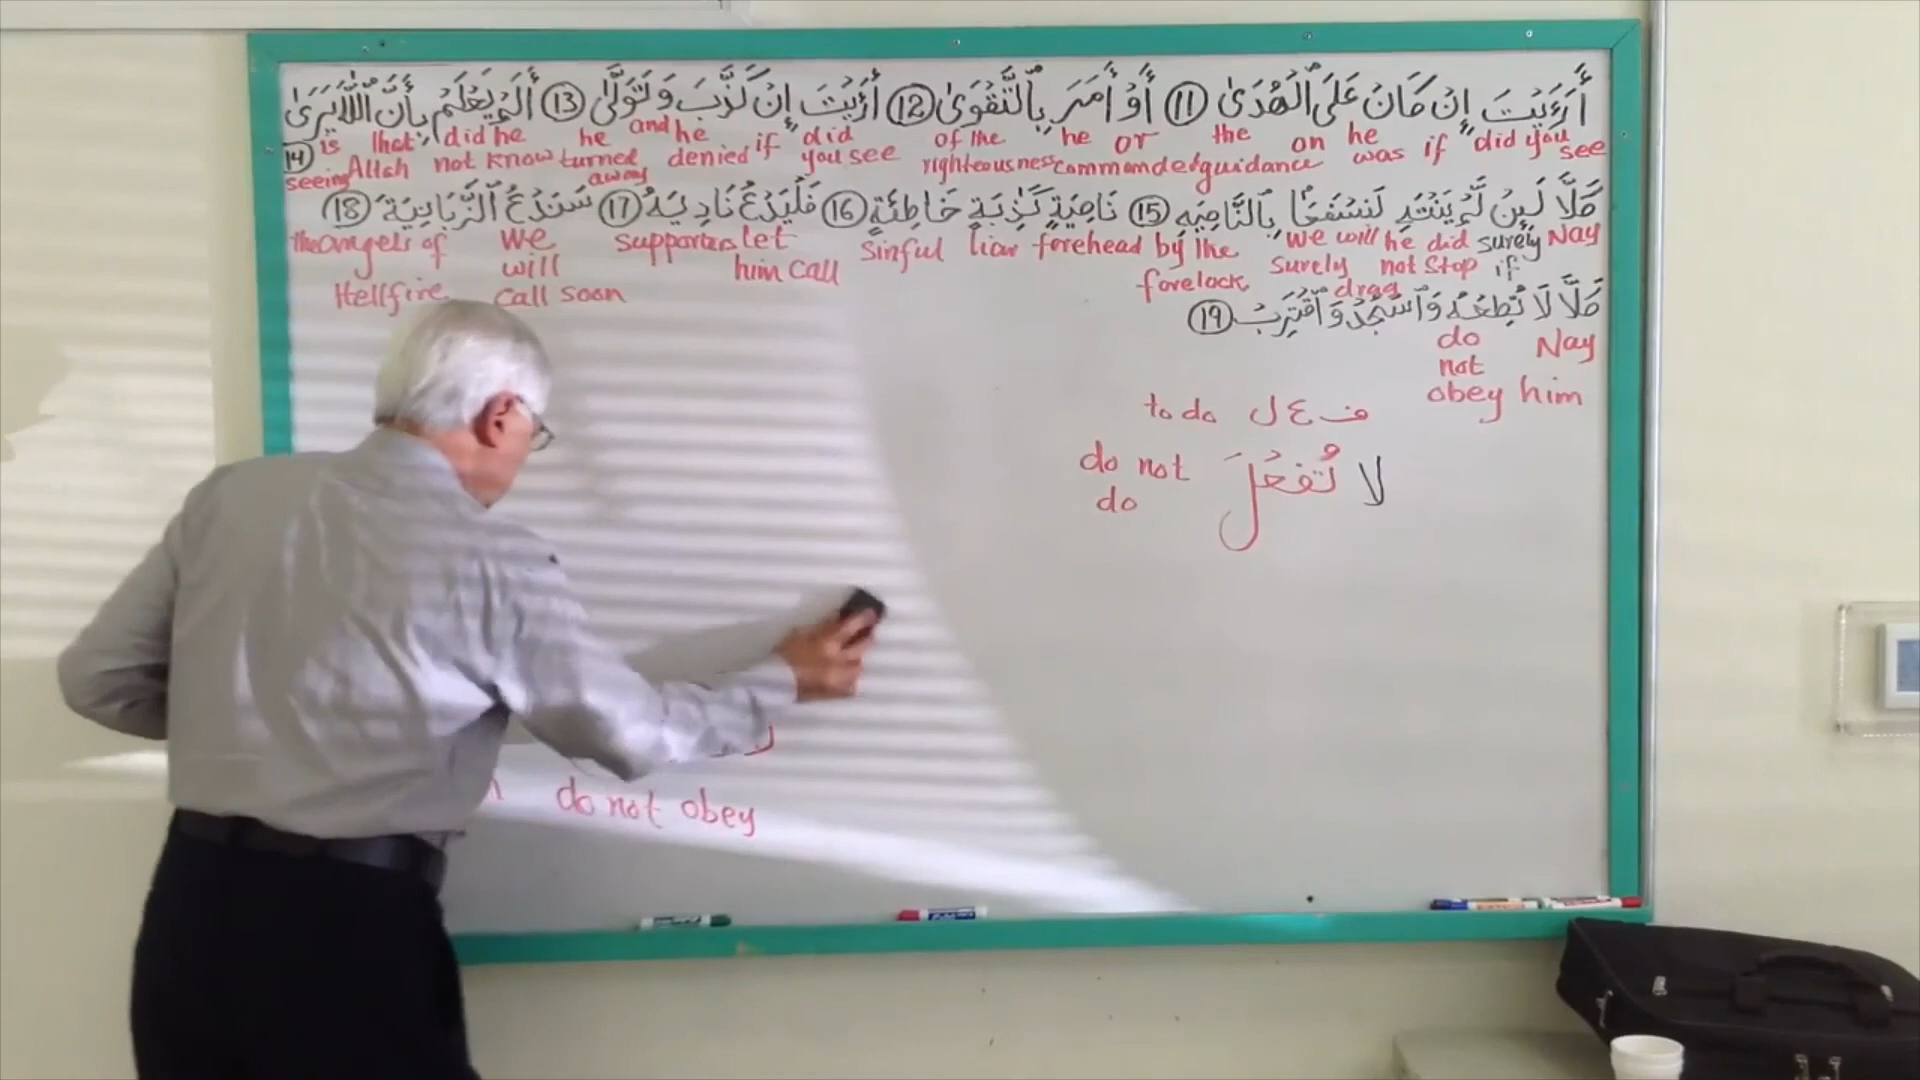 أَرَءَيْتَ إِن كَانَ عَلَى ٱلْهُدَىٰ ⑪ أَوْ أَمَرَ بِٱلتَّقْوَىٰ ⑫ أَرَءَيْتَ إِن كَذَّبَ وَتَوَلَّىٰ ⑬ أَلَمْ يَعْلَم بِأَنَّ ٱللَّهَ يَرَىٰ
is that did he he and he if "did of the he or the on he if "did you
⑭ seeing Allah not know turned away denied you see righteousness commanded guidance was see
كَلَّا لَئِن لَّمْ يَنتَهِ لَنَسْفَعًا بِٱلنَّاصِيَةِ ⑮ نَاصِيَةٍ كَٰذِبَةٍ خَاطِئَةٍ ⑯ فَلْيَدْعُ نَادِيَهُ ⑰ سَنَدْعُ ٱلزَّبَانِيَةَ ⑱
the angels of we supporters let sinful liar forehead by the we will he did surely Nay
Hellfire will call soon him call forelock surely drag not stop if
كَلَّا لَا تُطِعْهُ وَٱسْجُدْ وَٱقْتَرِب ⑲
do not obey him Nay
to do ف ع ل
do not do لا تُفعُلَ
do not obey